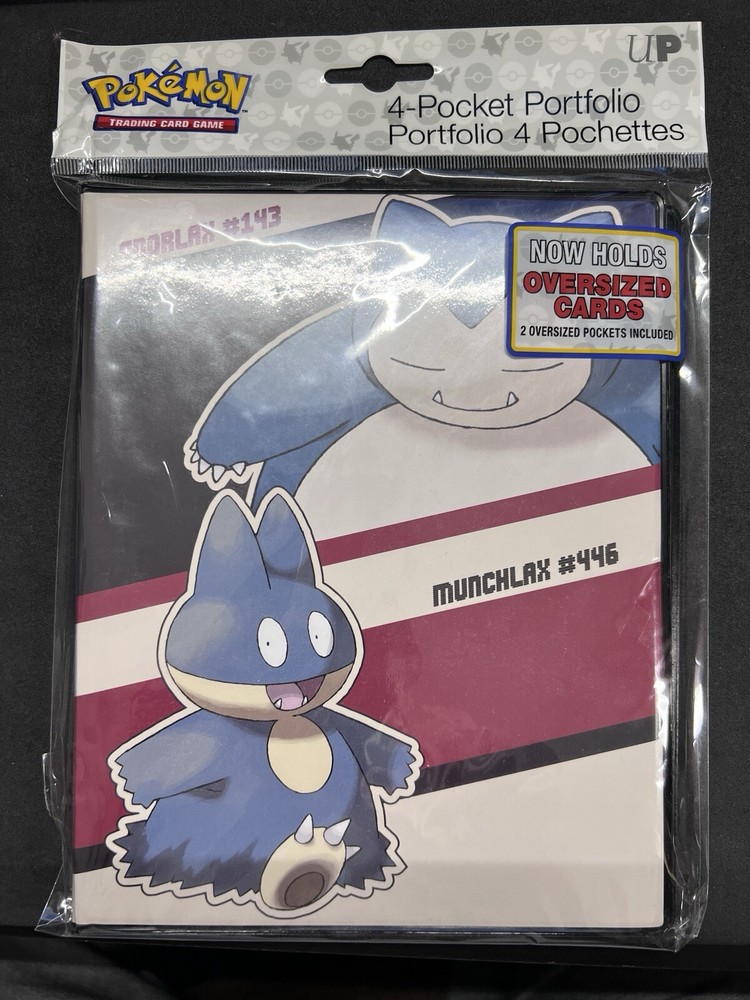 POKéMON
TRADING CARD GAME
UP
4-Pocket Portfolio
Portfolio 4 Pochettes
SNORLAX #143
NOW HOLDS
OVERSIZED
CARDS
2 OVERSIZED POCKETS INCLUDED
MUNCHLAX #446